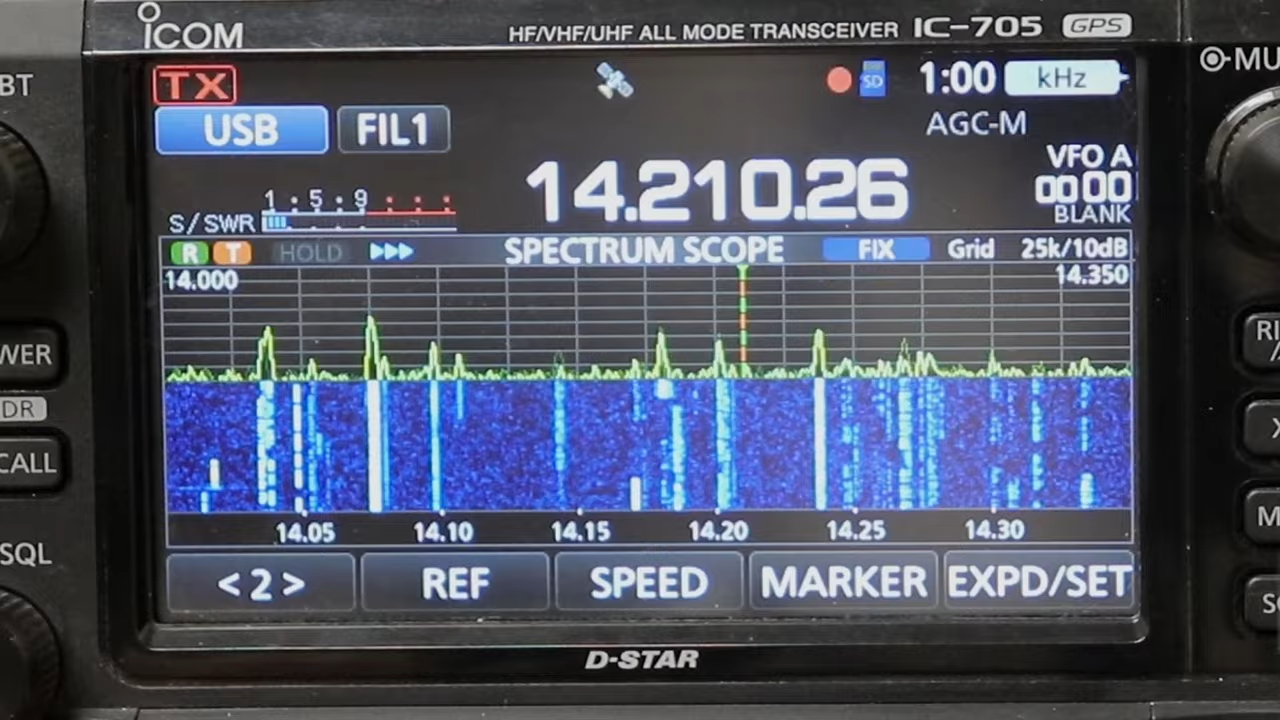 ICOM HF/VHF/UHF ALL MODE TRANSCEIVER IC-705 GPS
BT
MU
TX SD 1:00 kHz
USB FIL1 AGC-M
14.210.26 VFO A
1 : 5 : 9 0000
S/SWR BLANK
R T HOLD SPECTRUM SCOPE FIX Grid 25k/10dB
14.000 14.350
WER
DR
CALL
SQL
14.05 14.10 14.15 14.20 14.25 14.30
< 2 > REF SPEED MARKER EXPD/SET
D-STAR